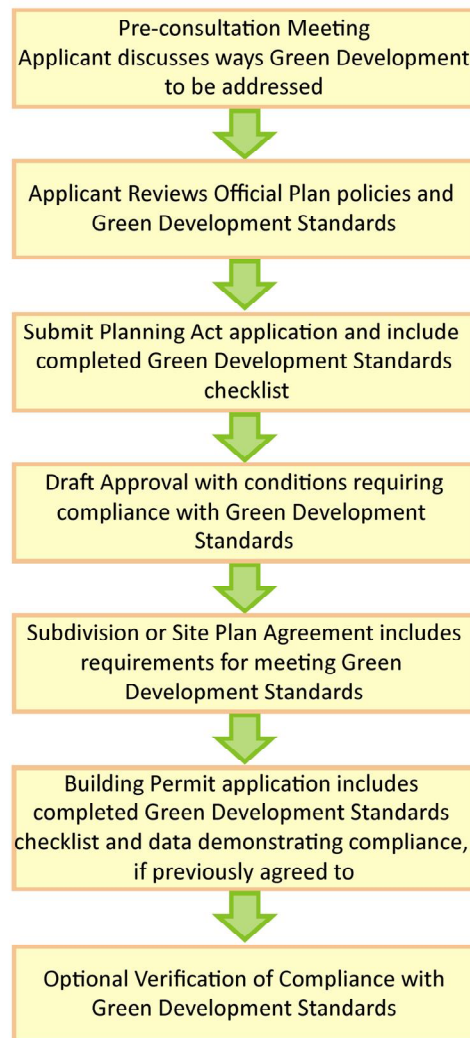 Pre-consultation Meeting
Applicant discusses ways Green Development
to be addressed
Applicant Reviews Official Plan policies and
Green Development Standards
Submit Planning Act application and include
completed Green Development Standards
checklist
Draft Approval with conditions requiring
compliance with Green Development
Standards
Subdivision or Site Plan Agreement includes
requirements for meeting Green
Development Standards
Building Permit application includes
completed Green Development Standards
checklist and data demonstrating compliance,
if previously agreed to
Optional Verification of Compliance with
Green Development Standards